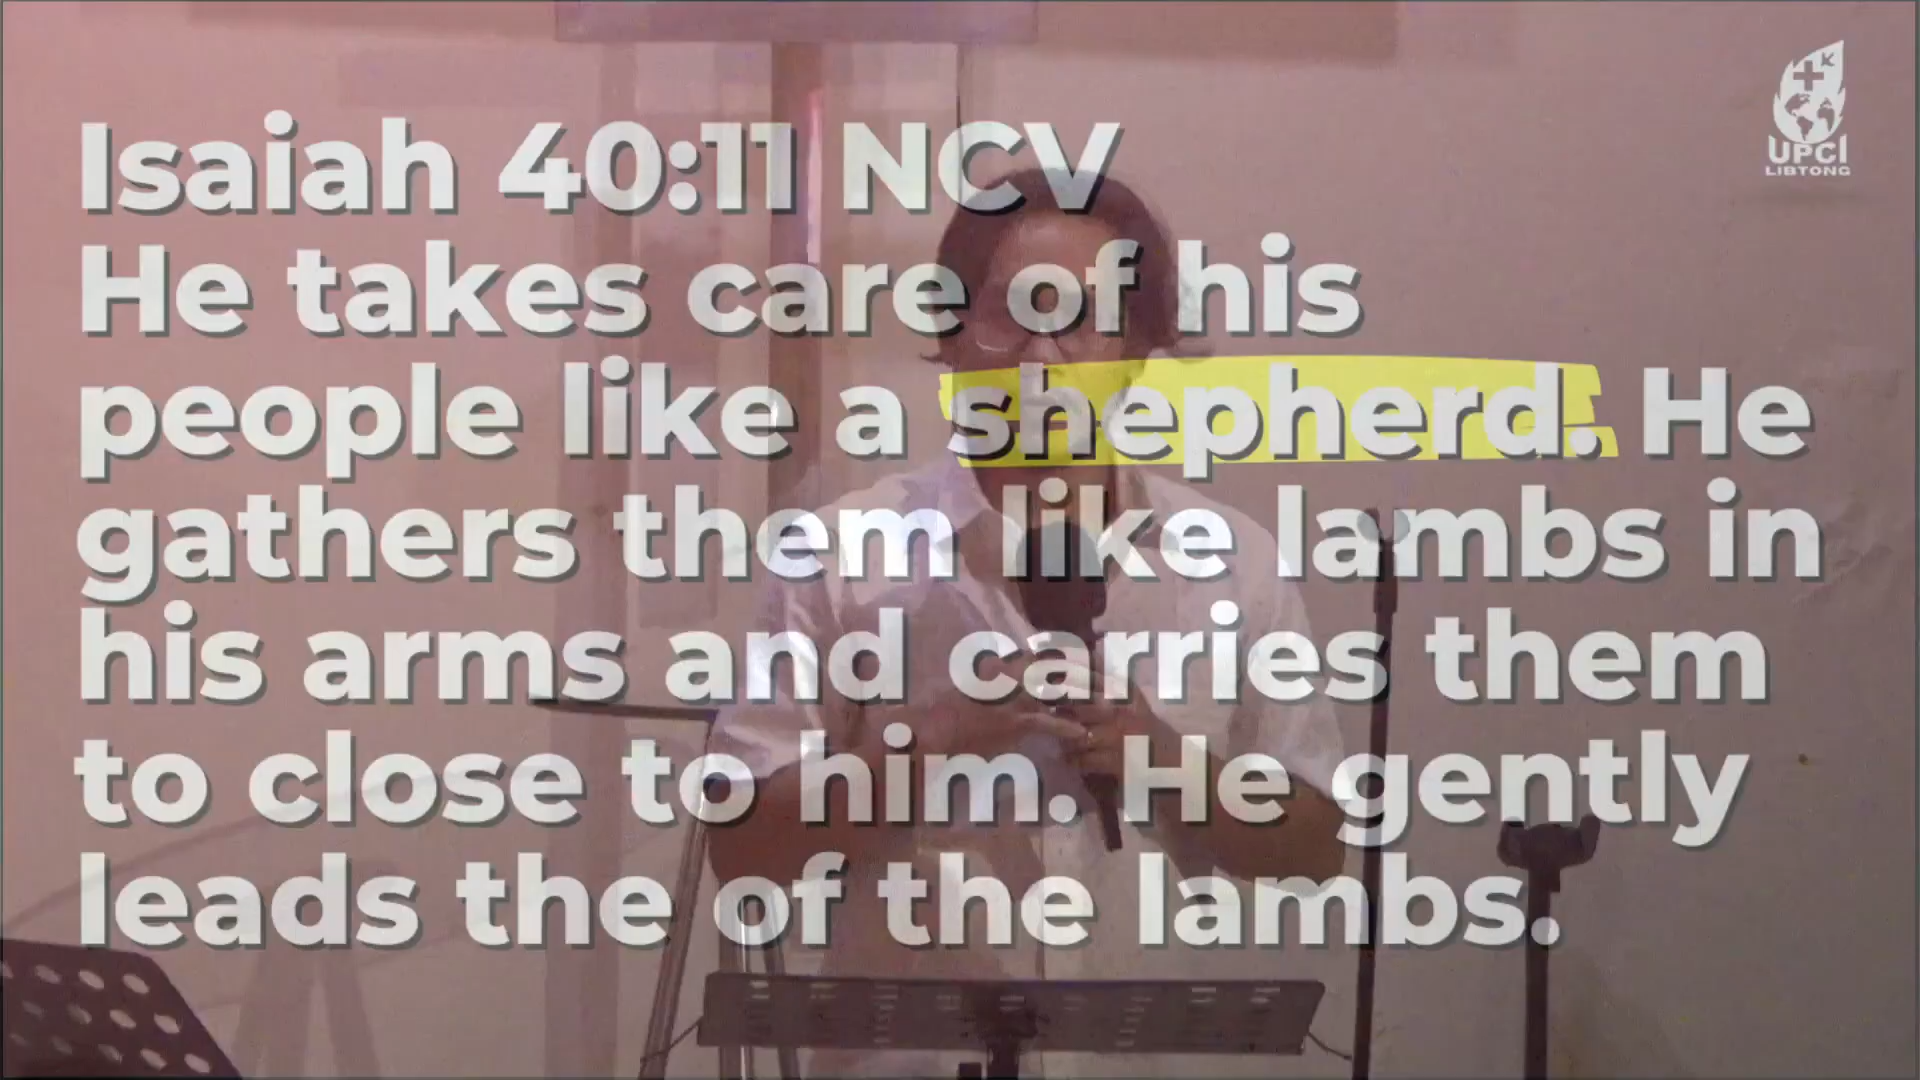 Isaiah 40:11 NCV
He takes care of his
people like a shepherd. He
gathers them like lambs in
his arms and carries them
to close to him. He gently
leads the of the lambs.
UPCI
LIBTONG